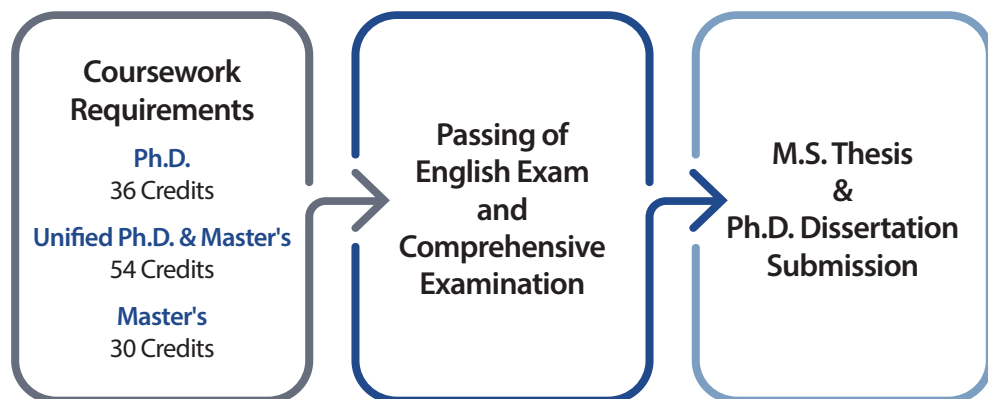 Coursework
Requirements
Ph.D.
36 Credits
Unified Ph.D. & Master's
54 Credits
Master's
30 Credits
Passing of
English Exam
and
Comprehensive
Examination
M.S. Thesis
&
Ph.D. Dissertation
Submission